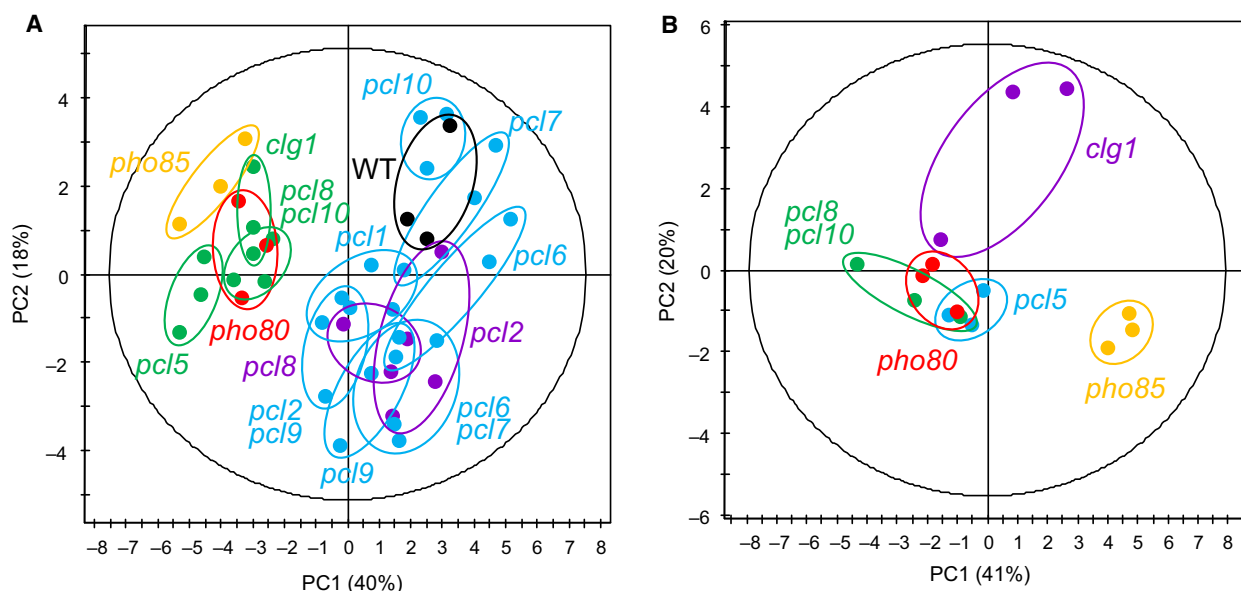 A
PC2 (18%)
4
2
0
–2
–4
pcl10
pcl7
clg1
pho85
WT
pcl8
pcl10
pcl1
pcl6
pho80
pcl5
pcl8
pcl2
pcl2
pcl9
pcl6
pcl7
pcl9
–8 –7 –6 –5 –4 –3 –2 –1 0 1 2 3 4 5 6 7 8
PC1 (40%)
B
PC2 (20%)
6
4
2
0
–2
–4
–6
clg1
pcl8
pcl10
pcl5
pho80
pho85
–8 –7 –6 –5 –4 –3 –2 –1 0 1 2 3 4 5 6 7 8
PC1 (41%)